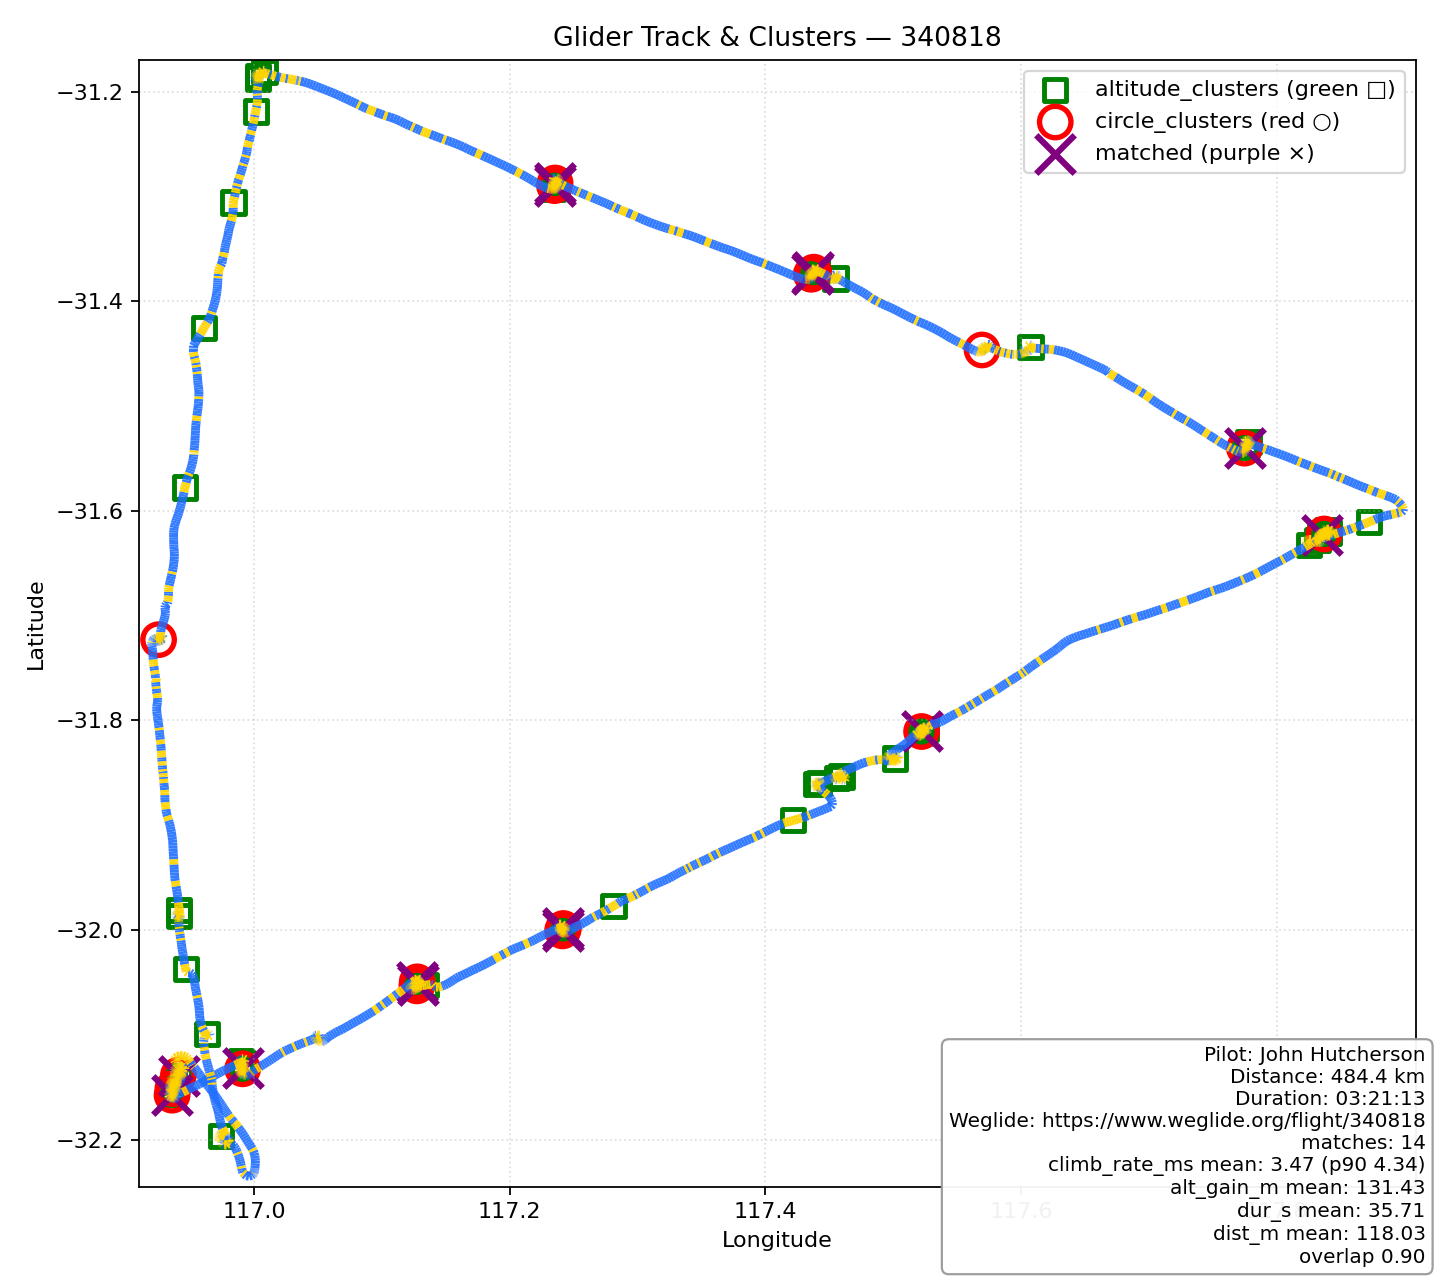 Glider Track & Clusters — 340818
altitude_clusters (green □)
circle_clusters (red ○)
matched (purple ×)
−31.2
−31.4
−31.6
−31.8
−32.0
−32.2
Latitude
117.0
117.2
117.4
117.6
Longitude
Pilot: John Hutcherson
Distance: 484.4 km
Duration: 03:21:13
Weglide: https://www.weglide.org/flight/340818
matches: 14
climb_rate_ms mean: 3.47 (p90 4.34)
alt_gain_m mean: 131.43
dur_s mean: 35.71
dist_m mean: 118.03
overlap 0.90